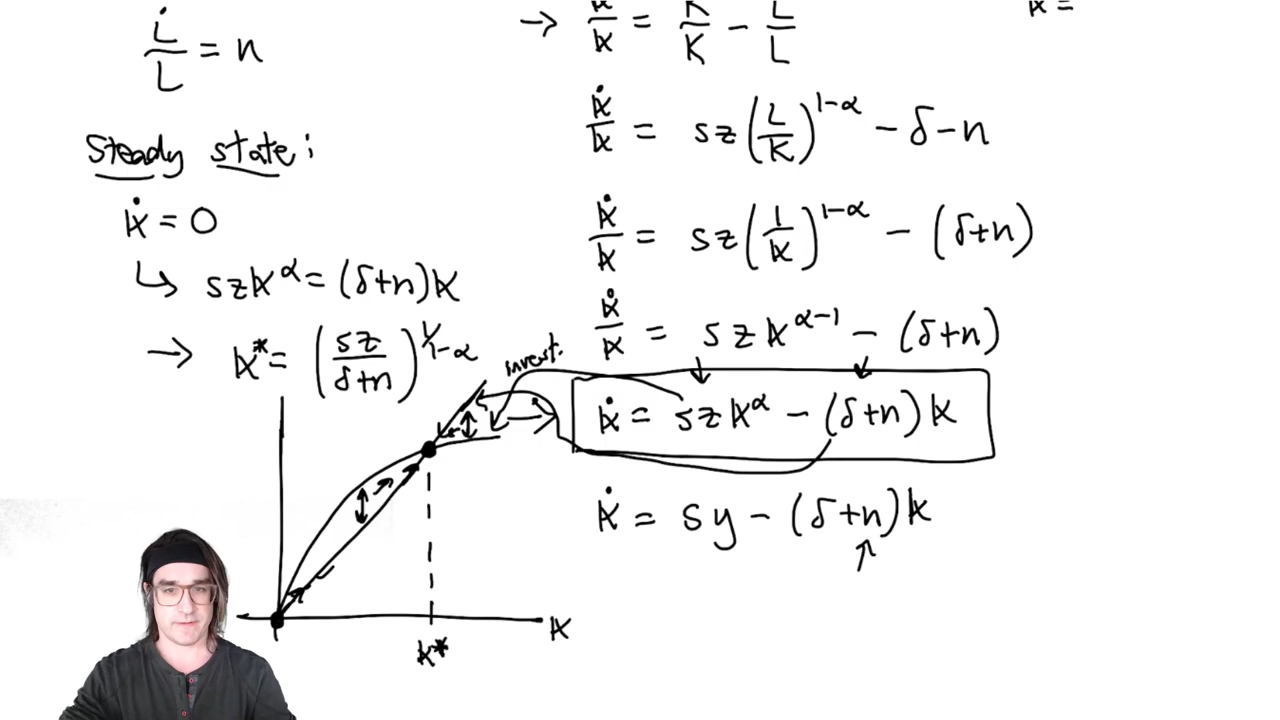 L̇/L = n
Steady state:
k̇ = 0
↳ szk^α = (δ+n)k
→ k* = (sz/(δ+n))^(1/1-α)
→ k̇/k = K̇/K - L̇/L
k̇/k = sz(L/K)^(1-α) - δ - n
k̇/k = sz(1/k)^(1-α) - (δ+n)
k̇/k = szk^(α-1) - (δ+n)
k̇ = szk^α - (δ+n)k
k̇ = sy - (δ+n)k
invest.
k
k*